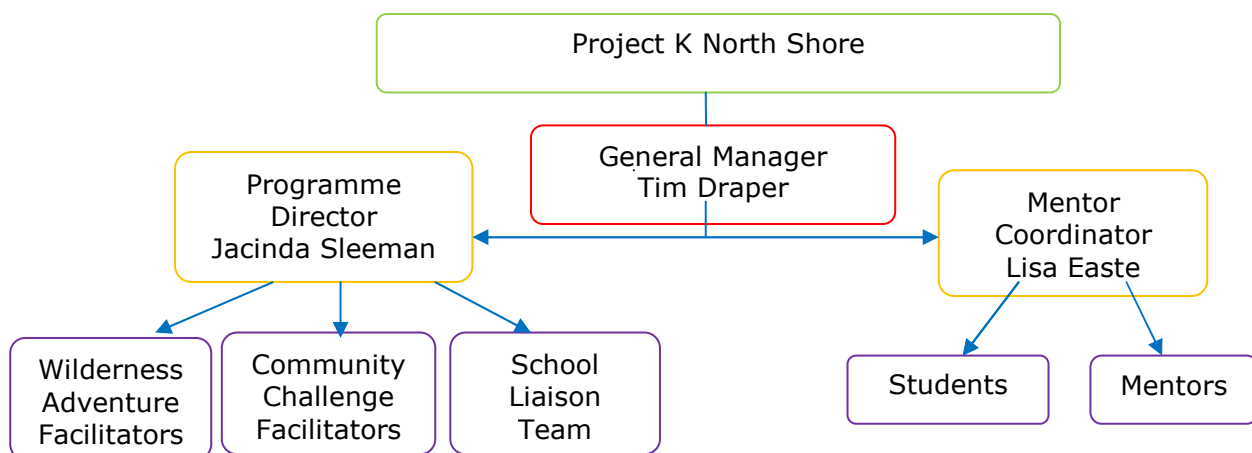 Project K North Shore
General Manager
Tim Draper
Programme
Director
Jacinda Sleeman
Mentor
Coordinator
Lisa Easte
Wilderness
Adventure
Facilitators
Community
Challenge
Facilitators
School
Liaison
Team
Students
Mentors